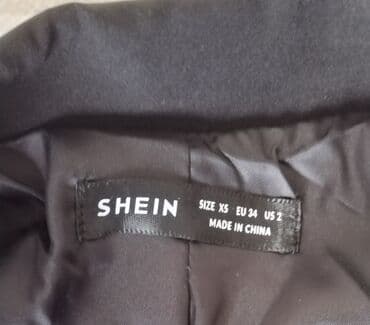 SHEIN
SIZE XS EU 34 US 2
MADE IN CHINA